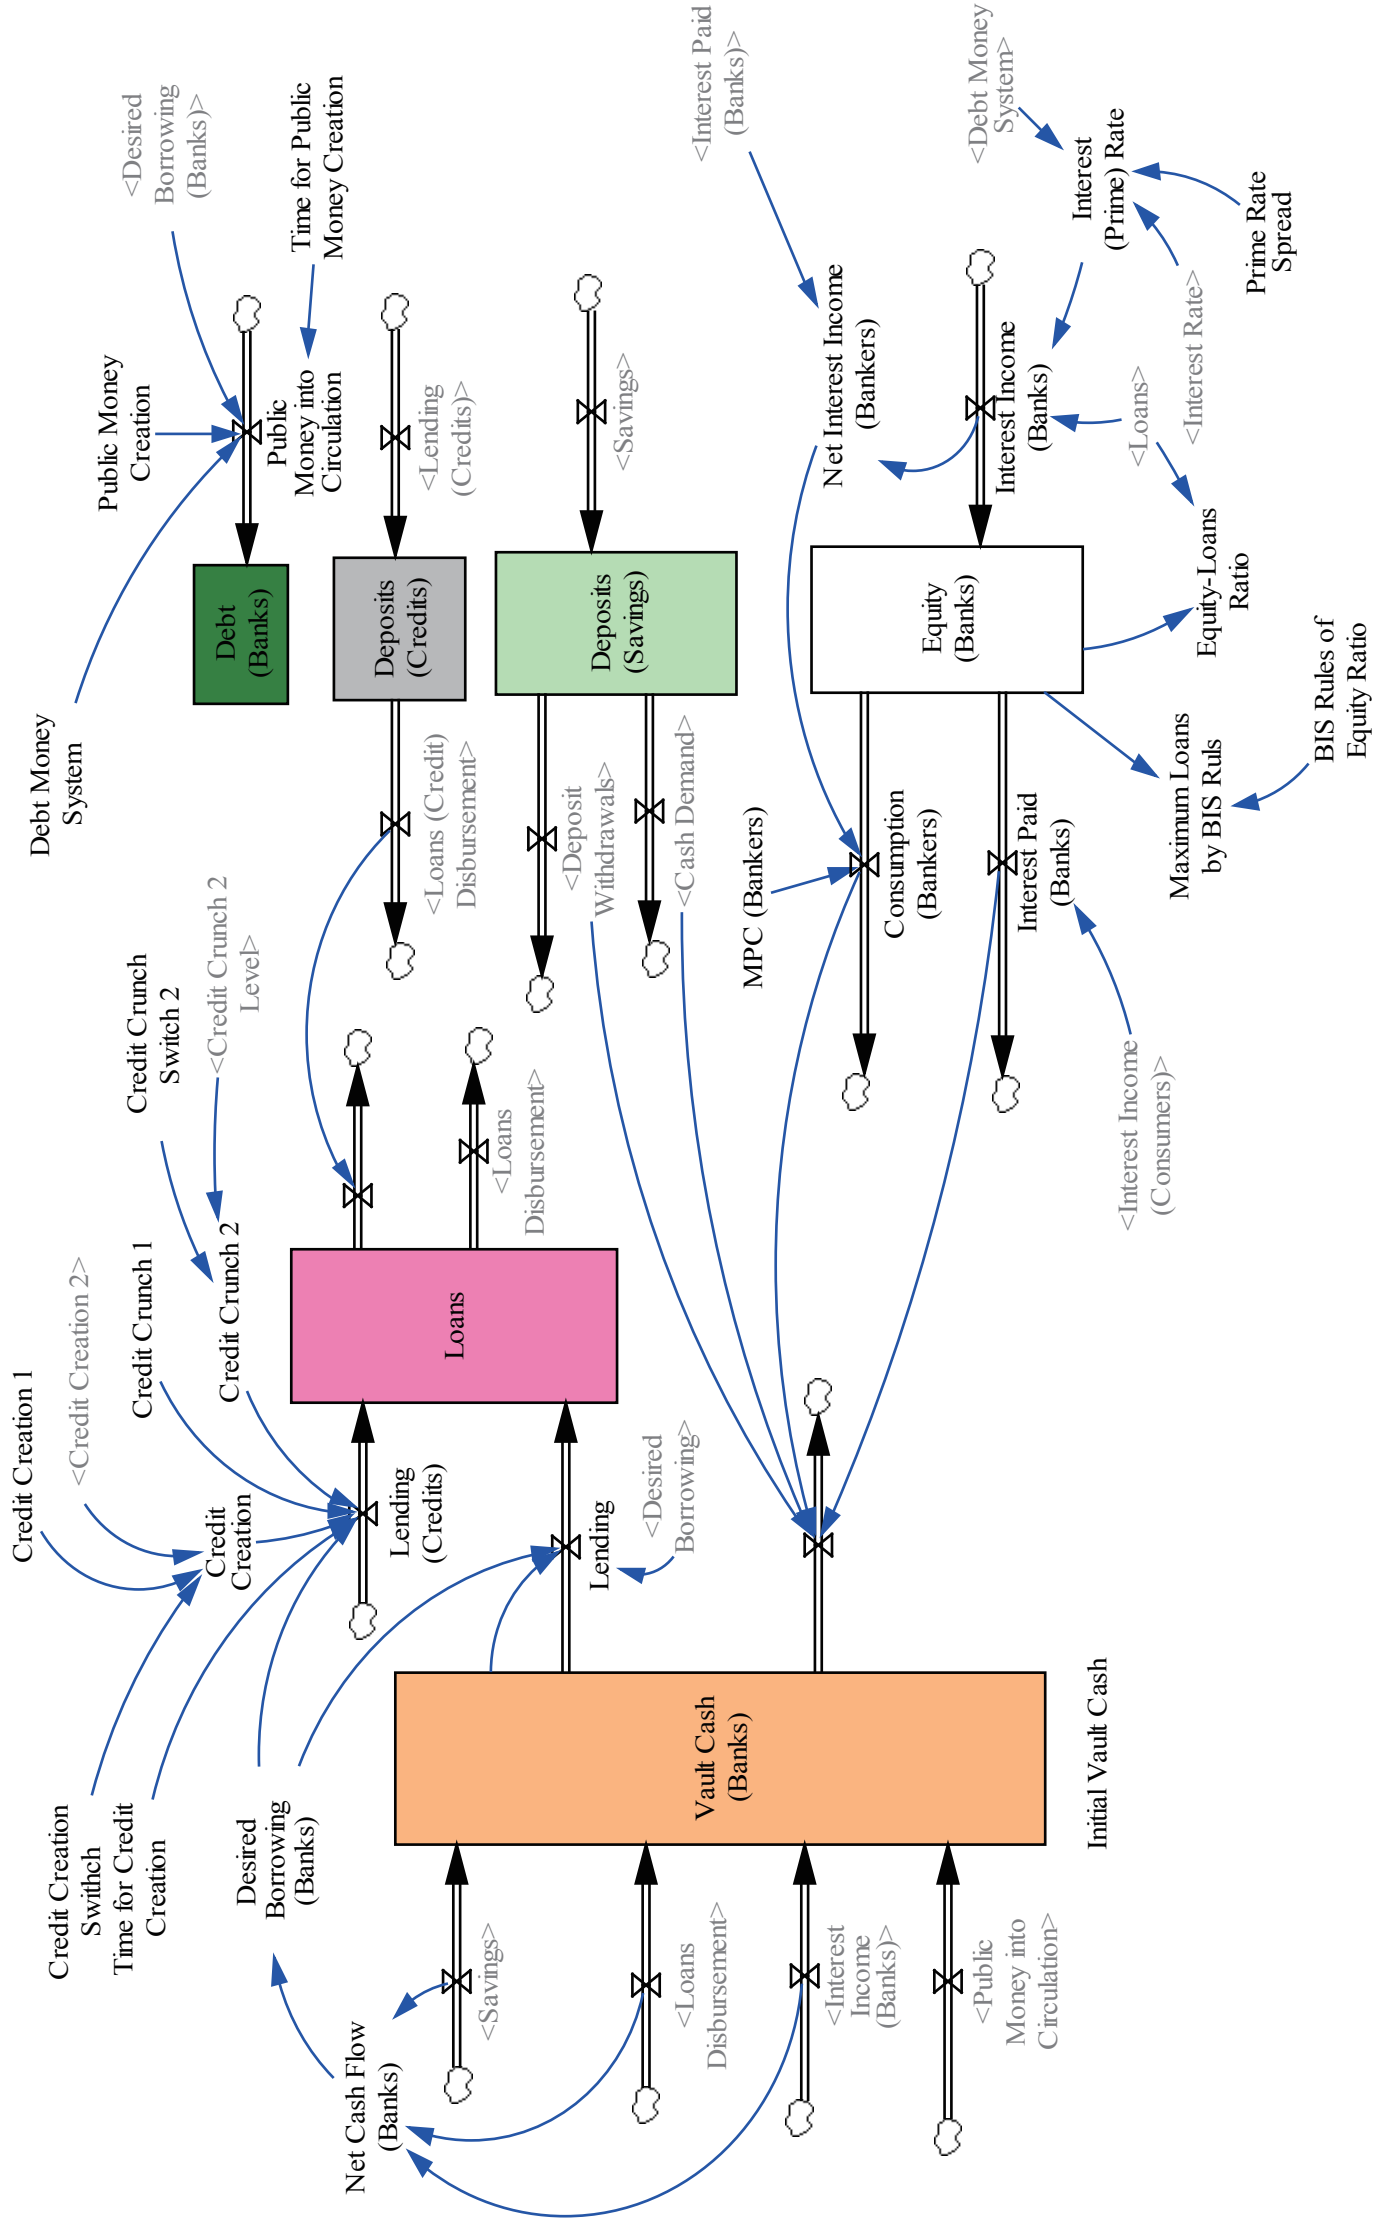 Credit Creation
Swithch
Time for Credit
Creation
Credit Creation 1
<Credit Creation 2>
Credit
Creation
Credit Crunch 1
Credit Crunch 2
Credit Crunch
Switch 2
<Credit Crunch 2
Level>
Debt Money
System
Public Money
Creation
<Desired
Borrowing
(Banks)>
Time for Public
Money Creation
Public
Money into
Circulation
Debt
(Banks)
Desired
Borrowing
(Banks)
Net Cash Flow
(Banks)
Lending
(Credits)
Loans
<Loans (Credit)
Disbursement>
Deposits
(Credits)
<Lending
(Credits)>
<Savings>
<Loans
Disbursement>
<Interest
Income
(Banks)>
<Public
Money into
Circulation>
Vault Cash
(Banks)
Initial Vault Cash
Lending
<Desired
Borrowing>
<Loans
Disbursement>
<Deposit
Withdrawals>
<Cash Demand>
Deposits
(Savings)
<Savings>
<Interest Paid
(Banks)>
MPC (Bankers)
Net Interest Income
(Bankers)
Consumption
(Bankers)
Equity
(Banks)
Interest Income
(Banks)
<Debt Money
System>
Interest
(Prime) Rate
Interest Paid
(Banks)
<Interest Income
(Consumers)>
<Loans>
<Interest Rate>
Prime Rate
Spread
Maximum Loans
by BIS Ruls
Equity-Loans
Ratio
BIS Rules of
Equity Ratio